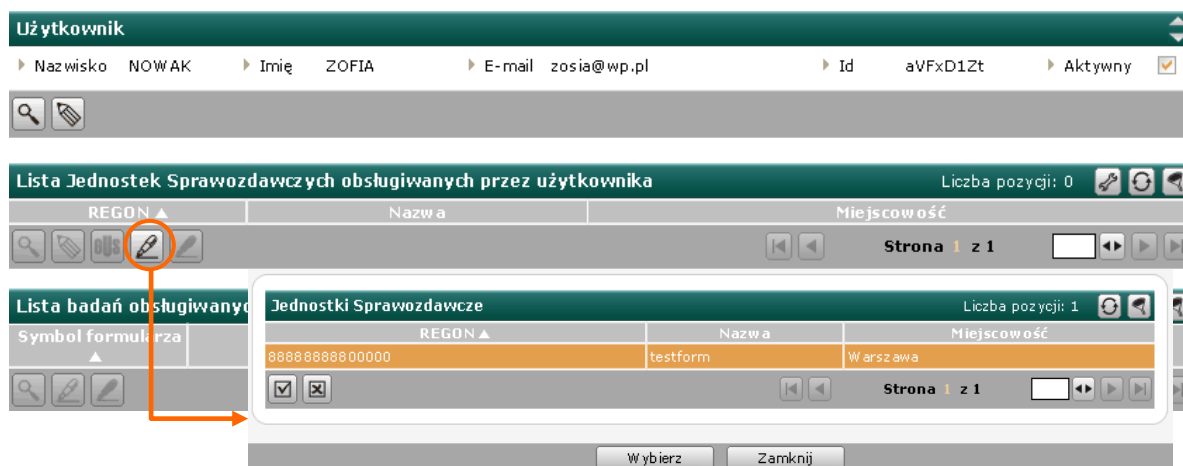 Użytkownik
Nazwisko NOWAK Imię ZOFIA E-mail zosia@wp.pl Id aVFxD1Zt Aktywny
Lista Jednostek Sprawozdawczych obsługiwanych przez użytkownika Liczba pozycji: 0
REGON Nazwa Miejscowość
GUS Strona 1 z 1
Lista badań obsługiwany
Symbol formularza
Jednostki Sprawozdawcze Liczba pozycji: 1
REGON Nazwa Miejscowość
88888888800000 testform Warszawa
Strona 1 z 1
Wybierz Zamknij